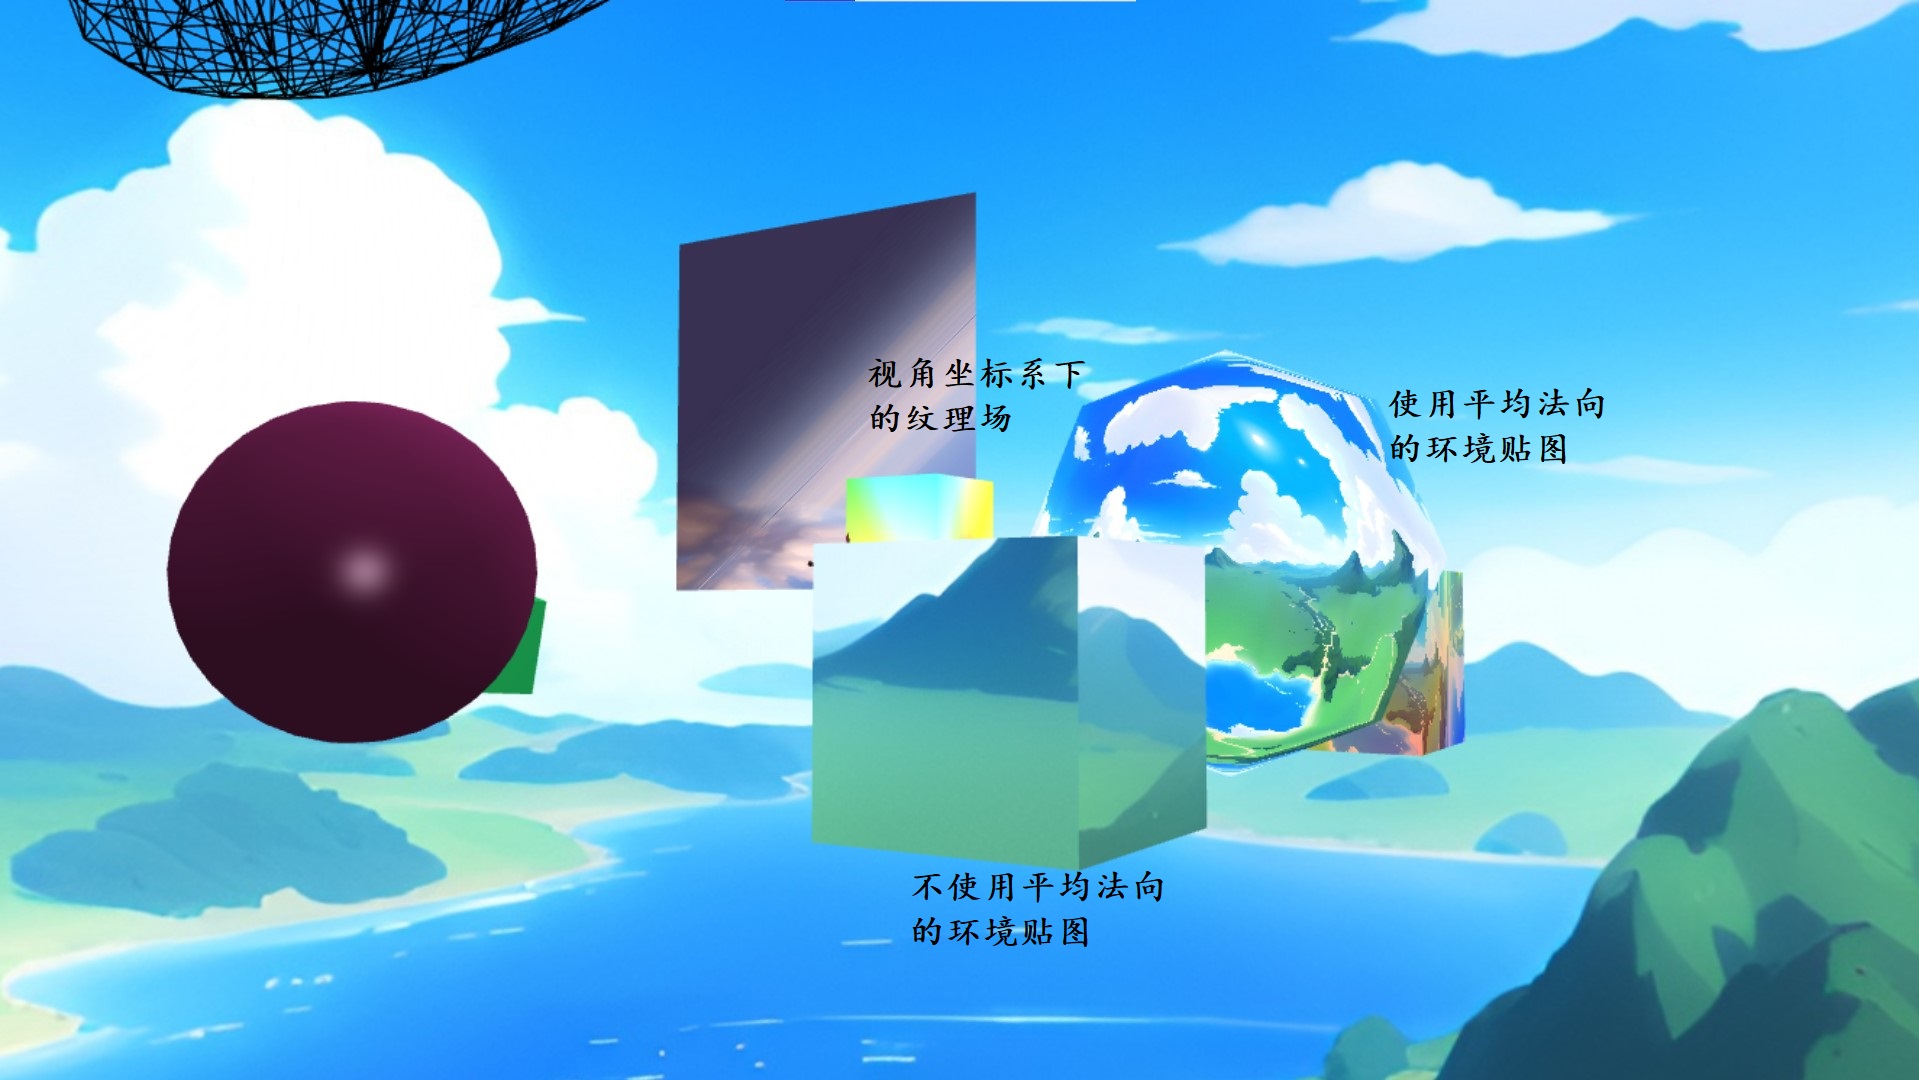 视角坐标系下
的纹理场
使用平均法向
的环境贴图
不使用平均法向
的环境贴图